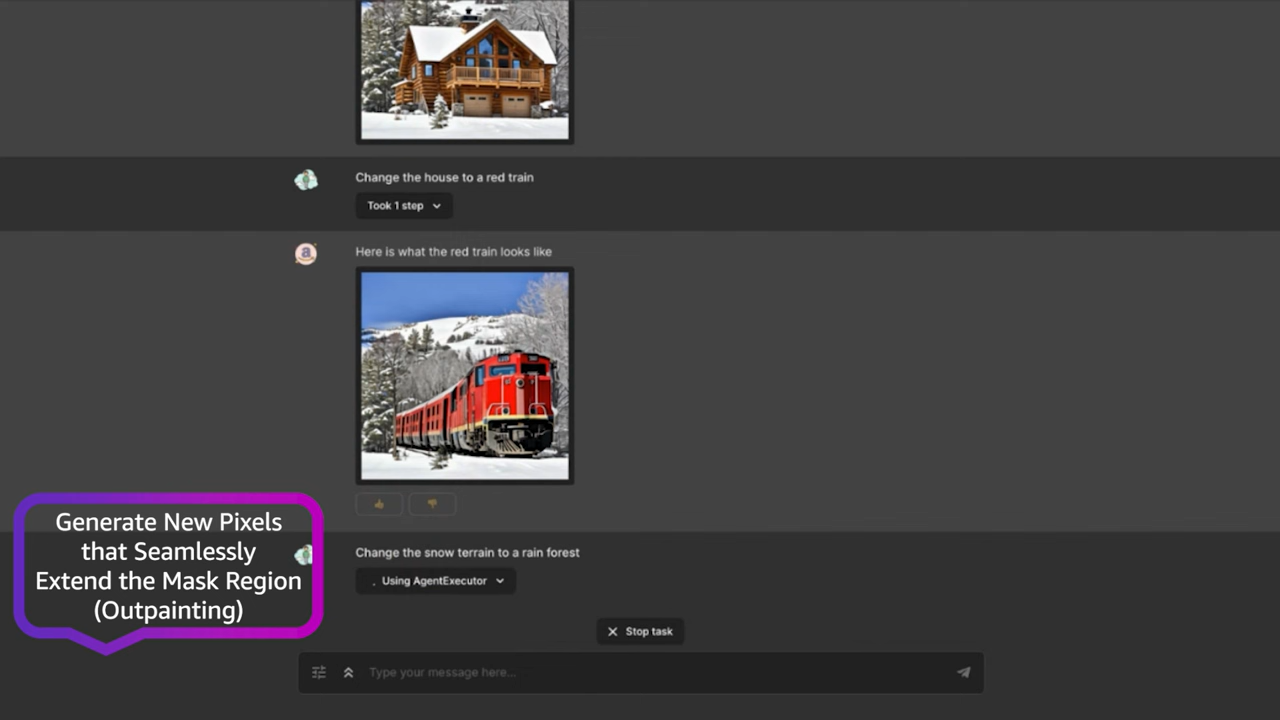 Change the house to a red train
Took 1 step
a
Here is what the red train looks like
Change the snow terrain to a rain forest
Using AgentExecutor
Generate New Pixels
that Seamlessly
Extend the Mask Region
(Outpainting)
Stop task
Type your message here...